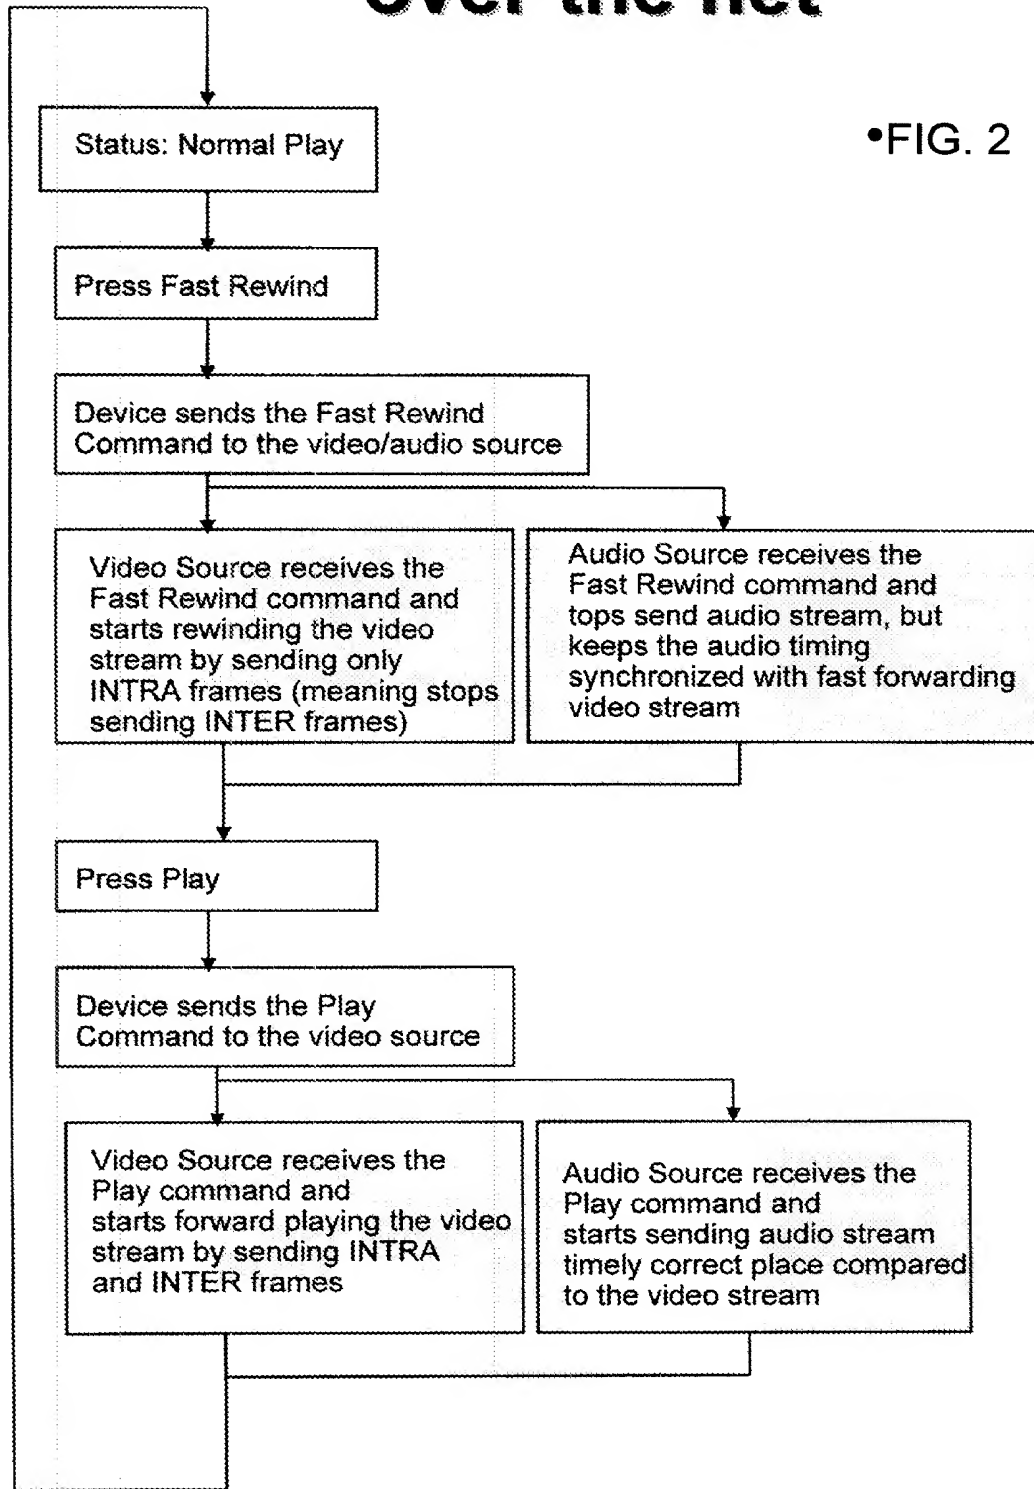 over the net
•FIG. 2
Status: Normal Play
Press Fast Rewind
Device sends the Fast Rewind
Command to the video/audio source
Video Source receives the
Fast Rewind command and
starts rewinding the video
stream by sending only
INTRA frames (meaning stops
sending INTER frames)
Audio Source receives the
Fast Rewind command and
tops send audio stream, but
keeps the audio timing
synchronized with fast forwarding
video stream
Press Play
Device sends the Play
Command to the video source
Video Source receives the
Play command and
starts forward playing the video
stream by sending INTRA
and INTER frames
Audio Source receives the
Play command and
starts sending audio stream
timely correct place compared
to the video stream